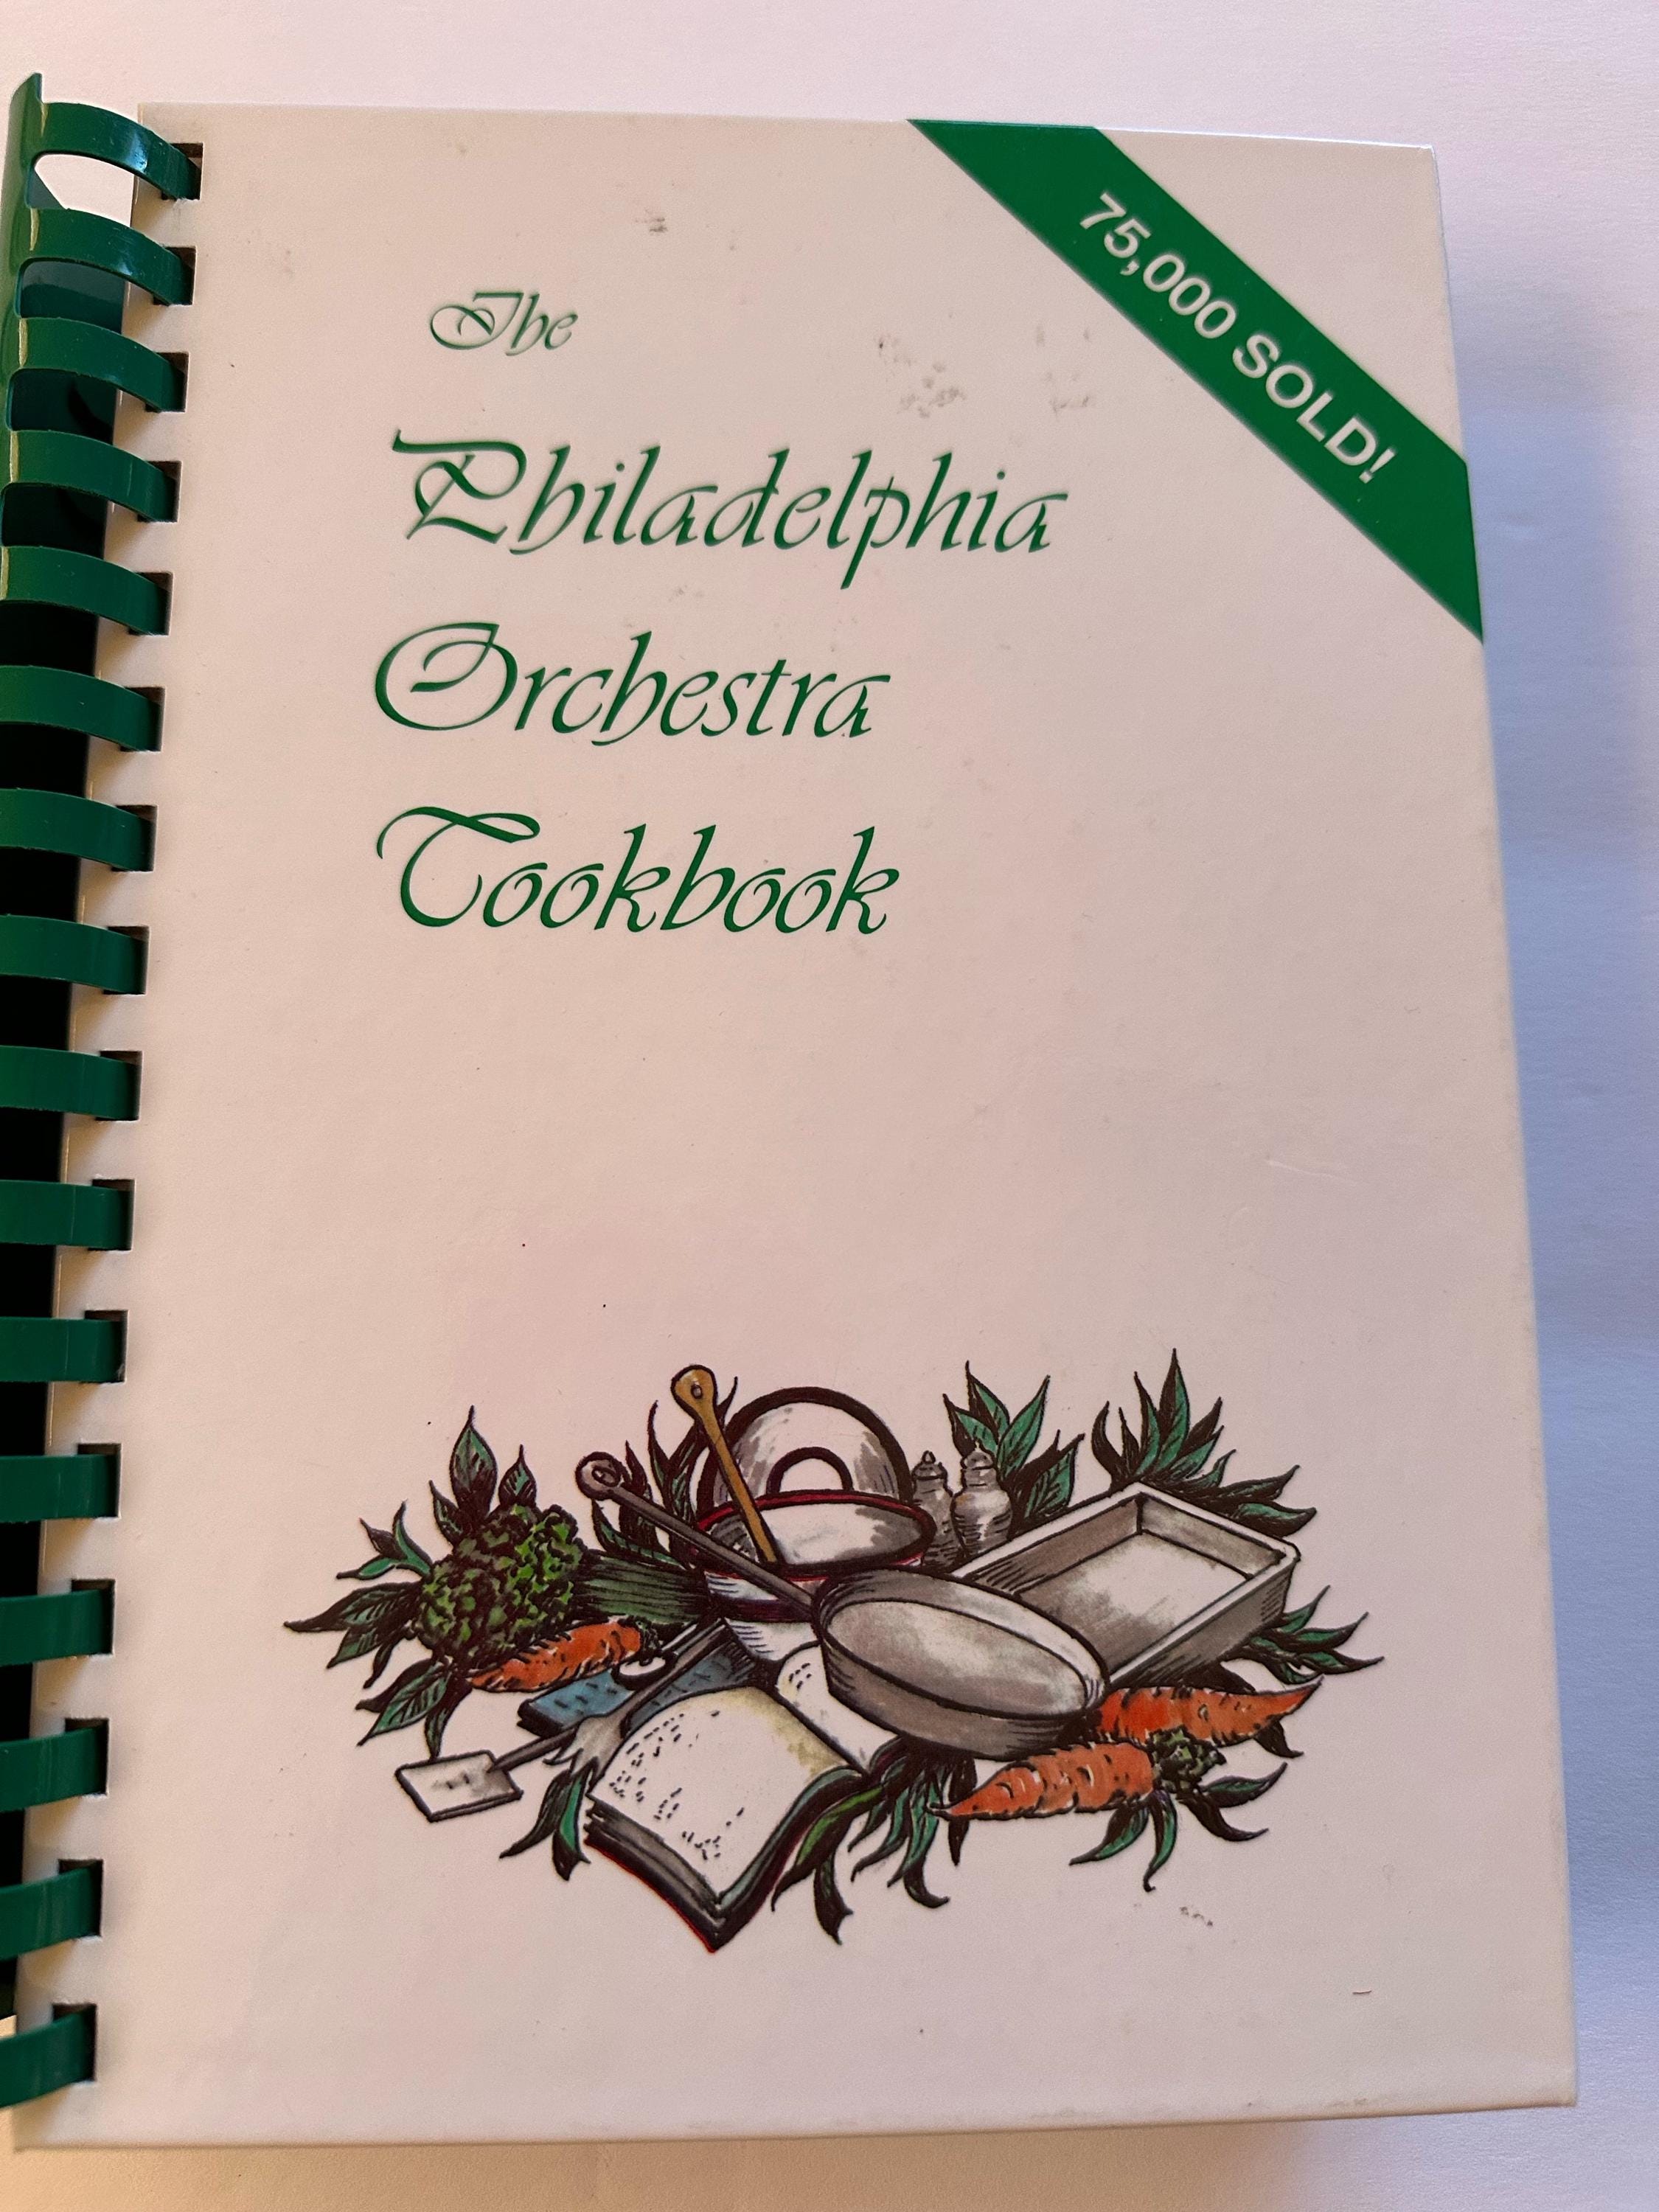 The
Philadelphia
Orchestra
Cookbook
75,000 SOLD!